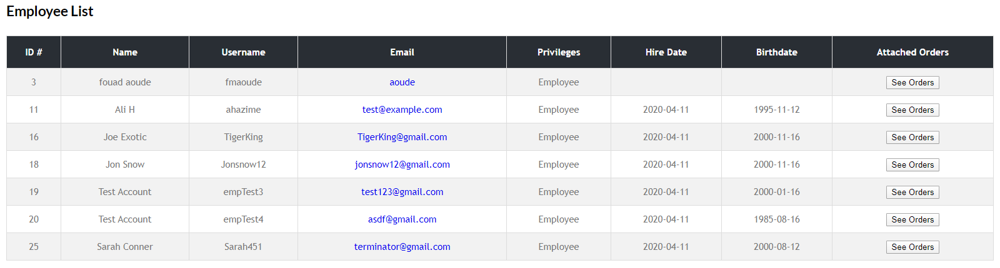 Employee List
ID # Name Username Email Privileges Hire Date Birthdate Attached Orders
3 fouad aoude fmaoude aoude Employee See Orders
11 Ali H ahazime test@example.com Employee 2020-04-11 1995-11-12 See Orders
16 Joe Exotic TigerKing TigerKing@gmail.com Employee 2020-04-11 2000-11-16 See Orders
18 Jon Snow Jonsnow12 jonsnow12@gmail.com Employee 2020-04-11 2000-11-16 See Orders
19 Test Account empTest3 test123@gmail.com Employee 2020-04-11 2000-01-16 See Orders
20 Test Account empTest4 asdf@gmail.com Employee 2020-04-11 1985-08-16 See Orders
25 Sarah Conner Sarah451 terminator@gmail.com Employee 2020-04-11 2000-08-12 See Orders